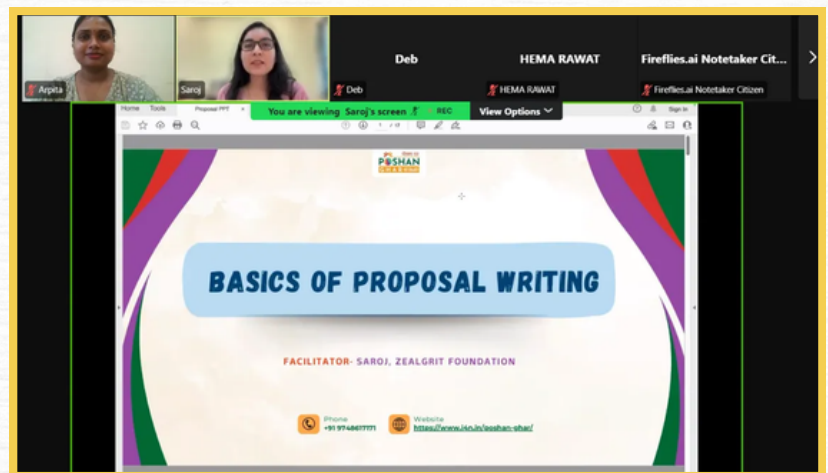 Deb
HEMA RAWAT
Fireflies.ai Notetaker Cit...
Arpita
Saroj
Deb
HEMA RAWAT
Fireflies.ai Notetaker Citizen
Home Tools Proposal PPT
You are viewing Saroj's screen
REC
View Options
Sign In
POSHAN
BASICS OF PROPOSAL WRITING
FACILITATOR- SAROJ, ZEALGRIT FOUNDATION
Phone
+91 9748617171
Website
https://www.i4n.in/poshan-ghar/